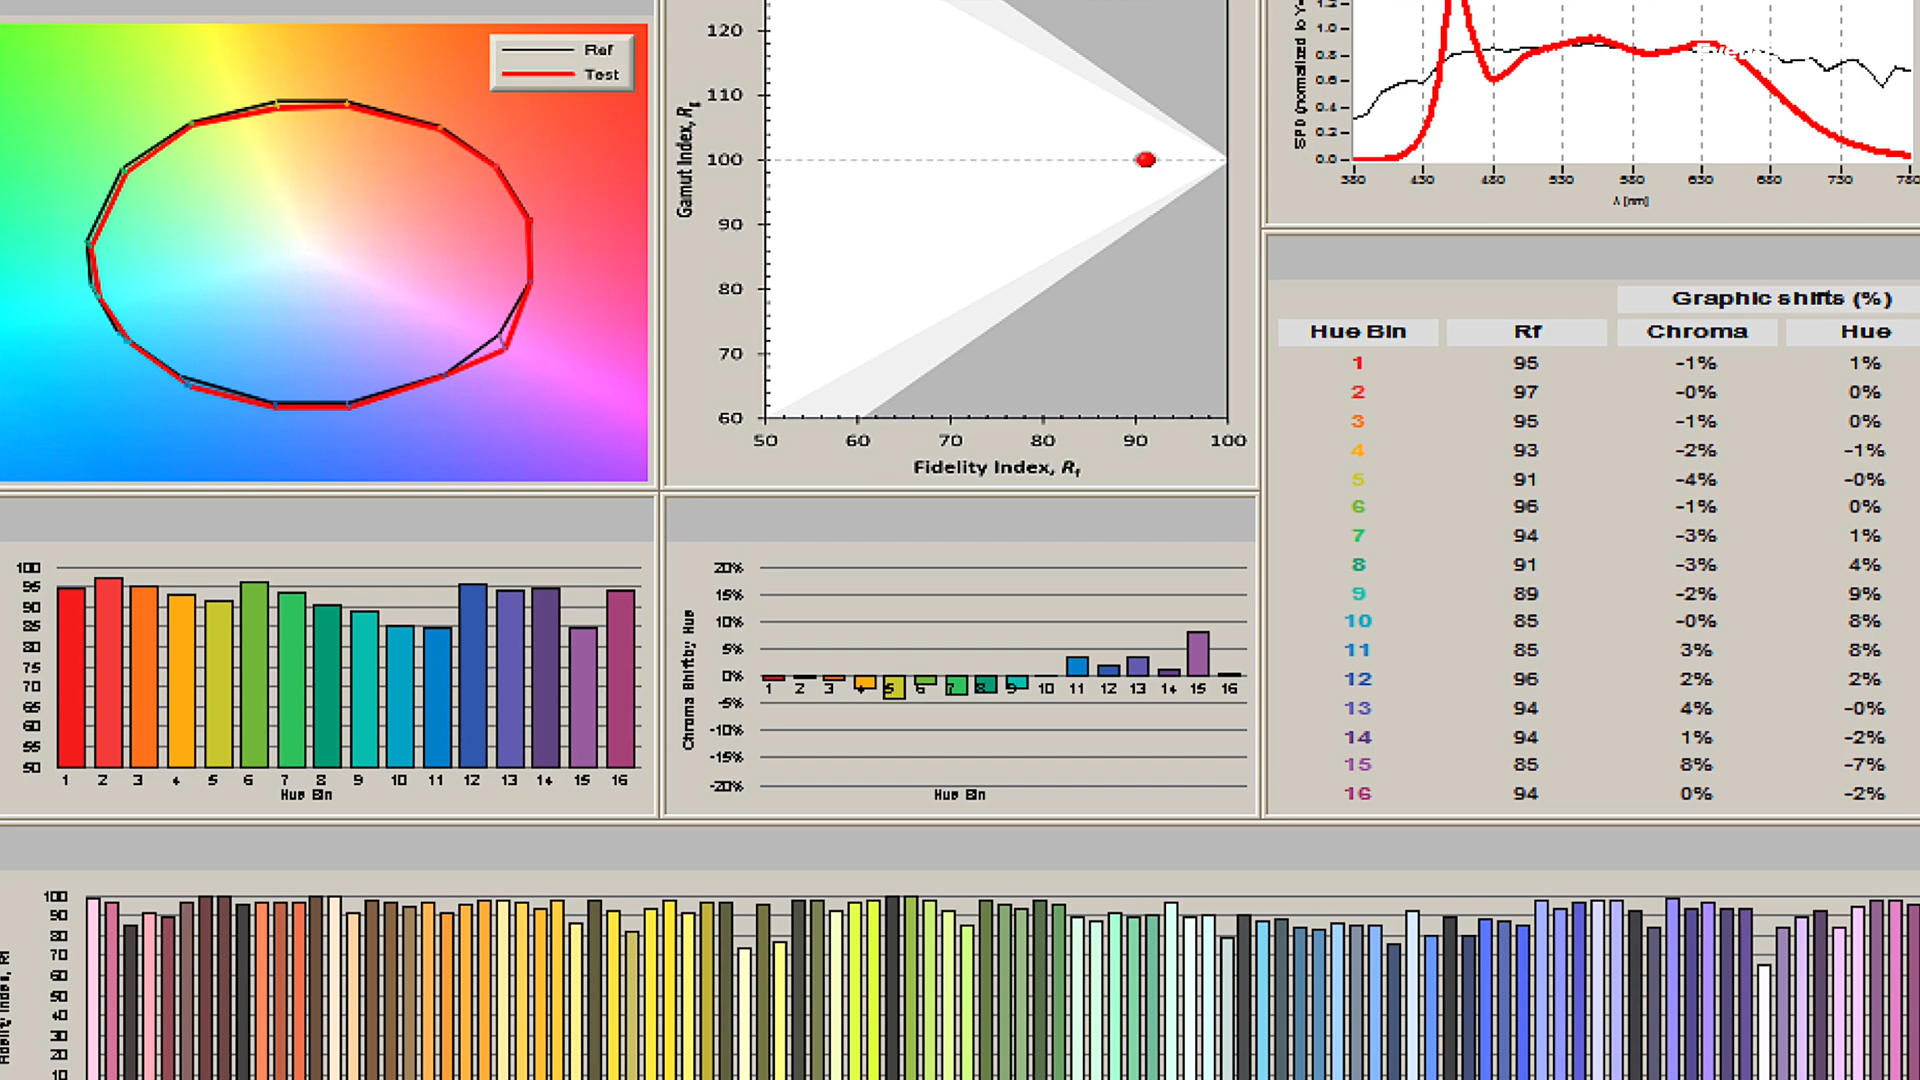 Ref
Test
120
110
100
90
80
70
60
Gamut Index, Rg
50 60 70 80 90 100
Fidelity Index, Rf
1.2
1.0
0.8
0.6
0.4
0.2
0.0
SPD (normalized to Y=
380 430 480 530 580 630 680 730 780
λ [nm]
Graphic shifts (%)
Hue Bin Rf Chroma Hue
1 95 -1% 1%
2 97 -0% 0%
3 95 -1% 0%
4 93 -2% -1%
5 91 -4% -0%
6 96 -1% 0%
7 94 -3% 1%
8 91 -3% 4%
9 89 -2% 9%
10 85 -0% 8%
11 85 3% 8%
12 96 2% 2%
13 94 4% -0%
14 94 1% -2%
15 85 8% -7%
16 94 0% -2%
100
95
90
85
80
75
70
65
60
55
50
1 2 3 4 5 6 7 8 9 10 11 12 13 14 15 16
Hue Bin
20%
15%
10%
5%
0%
-5%
-10%
-15%
-20%
Chroma Shift by Hue
1 2 3 4 5 6 7 8 9 10 11 12 13 14 15 16
Hue Bin
100
90
80
70
60
50
40
30
20
10
Fidelity Index, Rf